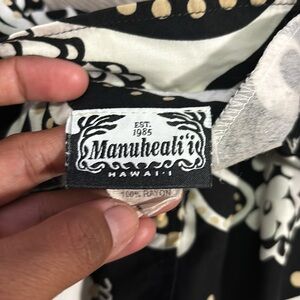 EST.
1985
Manuheali'i
HAWAI·I
100% RAYON